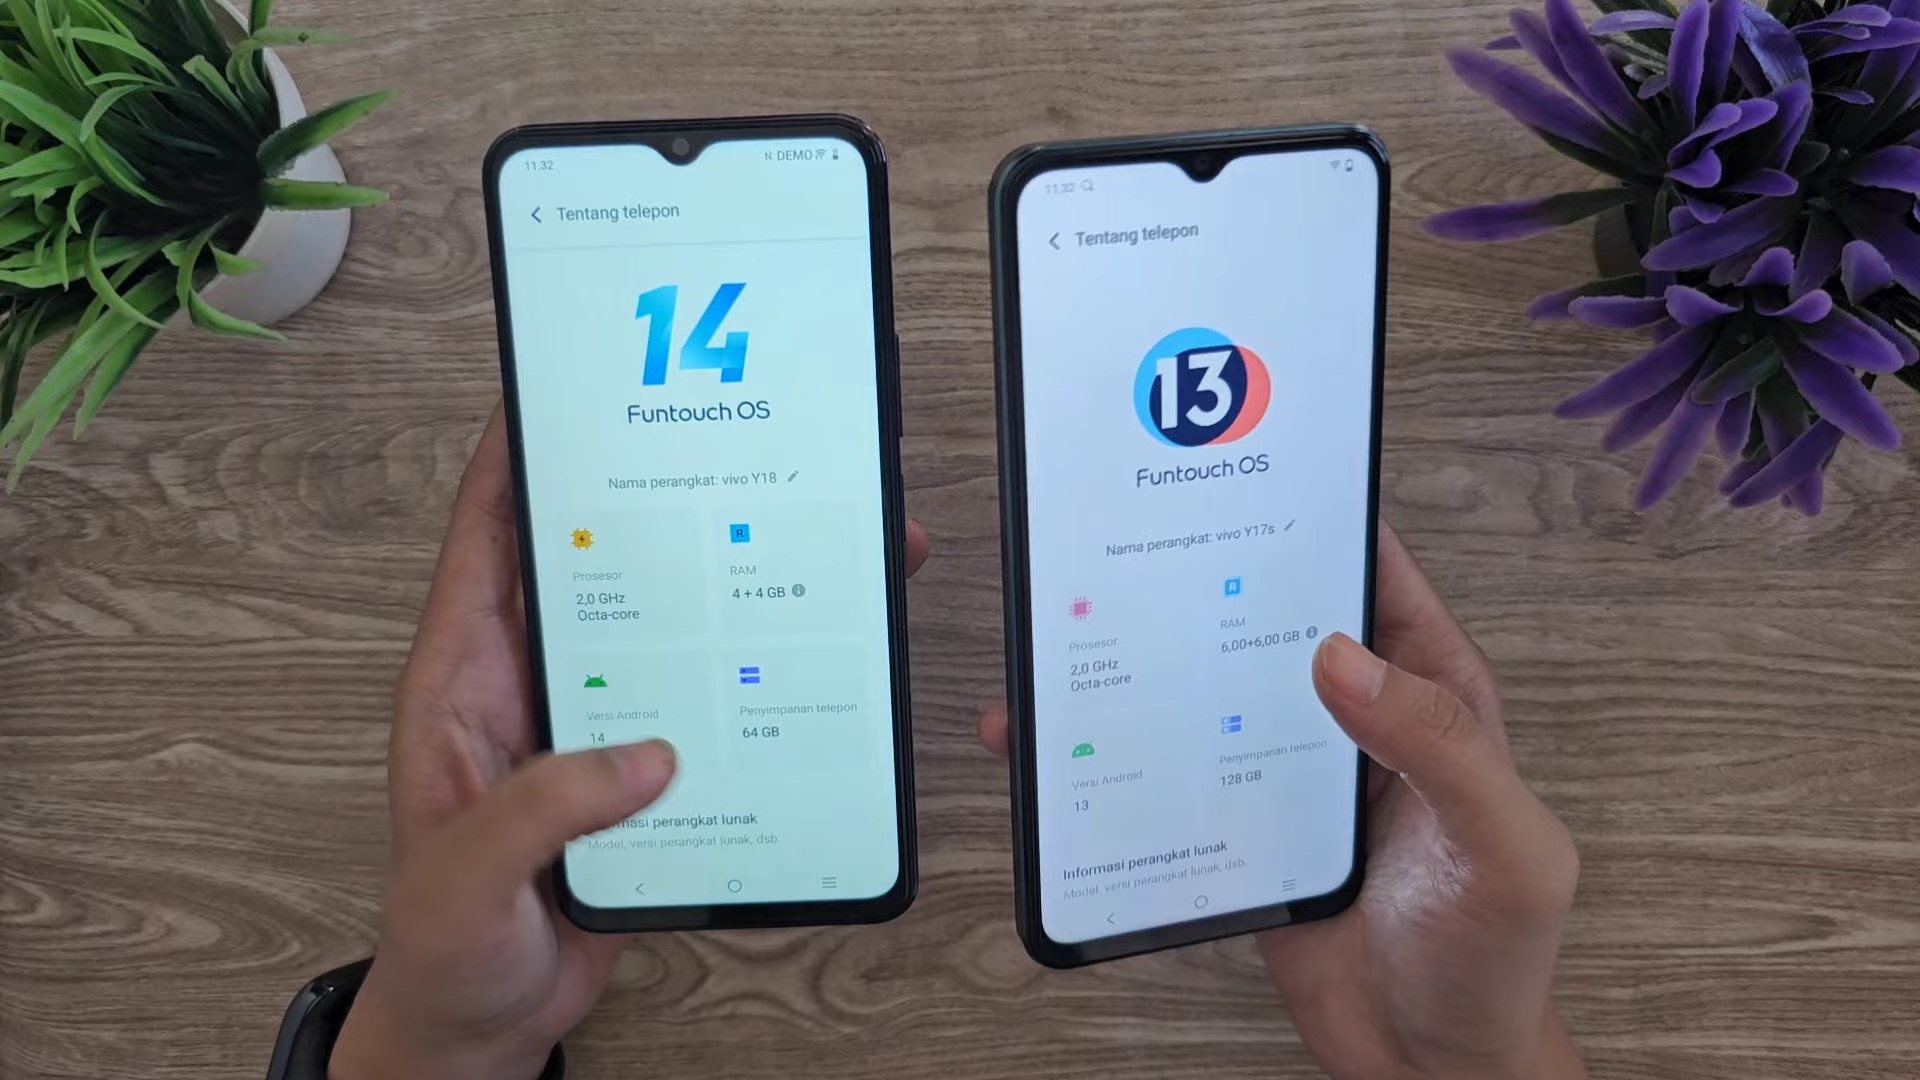 11.32
N DEMO
Tentang telepon
14
Funtouch OS
Nama perangkat: vivo Y18
R
Prosesor
RAM
2,0 GHz
Octa-core
4 + 4 GB
Versi Android
Penyimpanan telepon
14
64 GB
masi perangkat lunak
Model, versi perangkat lunak, dsb.
11.32
Tentang telepon
13
Funtouch OS
Nama perangkat: vivo Y17s
R
Prosesor
RAM
2,0 GHz
Octa-core
6,00+6,00 GB
Versi Android
Penyimpanan telepon
13
128 GB
Informasi perangkat lunak
Model, versi perangkat lunak, dsb.